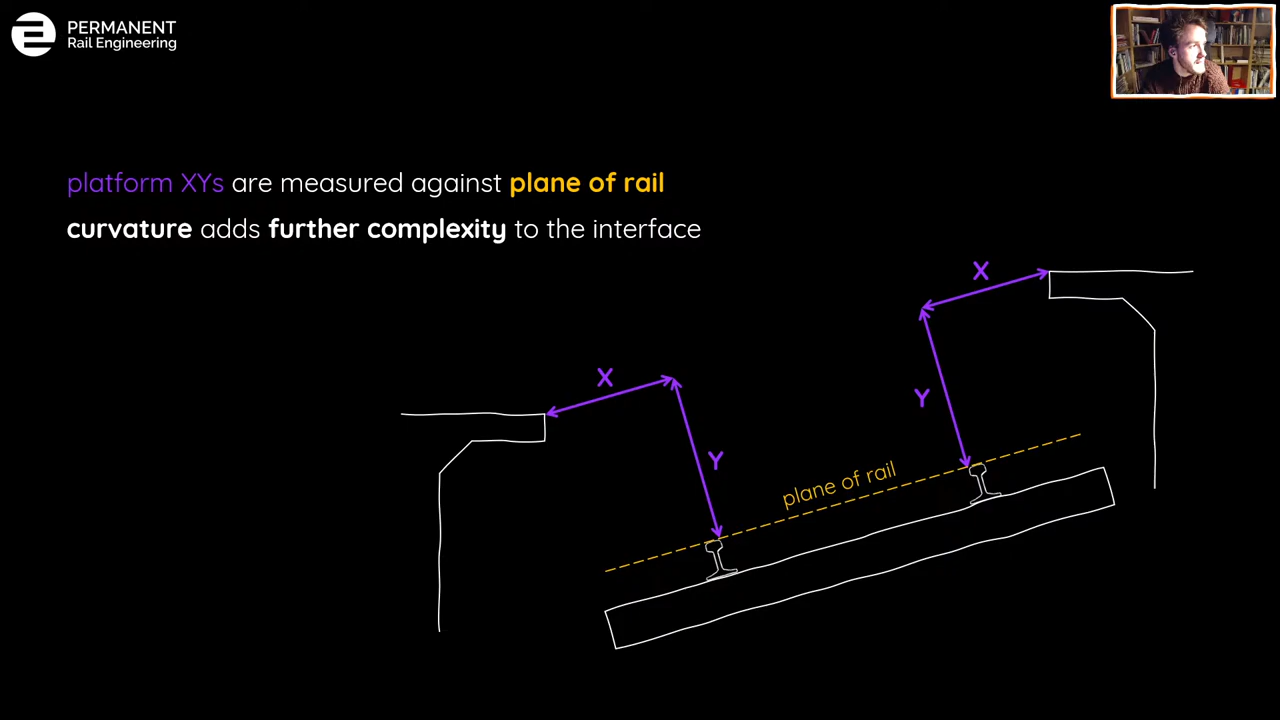 PERMANENT
Rail Engineering
platform XYs are measured against plane of rail
curvature adds further complexity to the interface
X
X
Y
Y
plane of rail